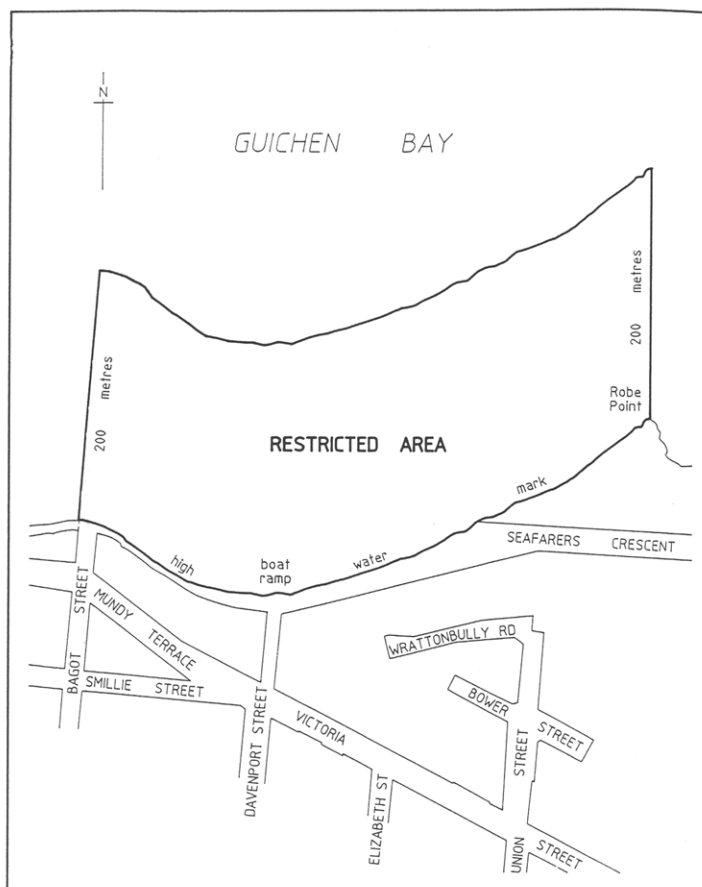 N
GUICHEN BAY
200 metres
200 metres
Robe
Point
RESTRICTED AREA
high water mark
boat
ramp
SEAFARERS CRESCENT
BAGOT STREET
MUNDY TERRACE
SMILLIE STREET
DAVENPORT STREET
VICTORIA STREET
ELIZABETH ST
WRATTONBULLY RD
BOWER STREET
UNION STREET